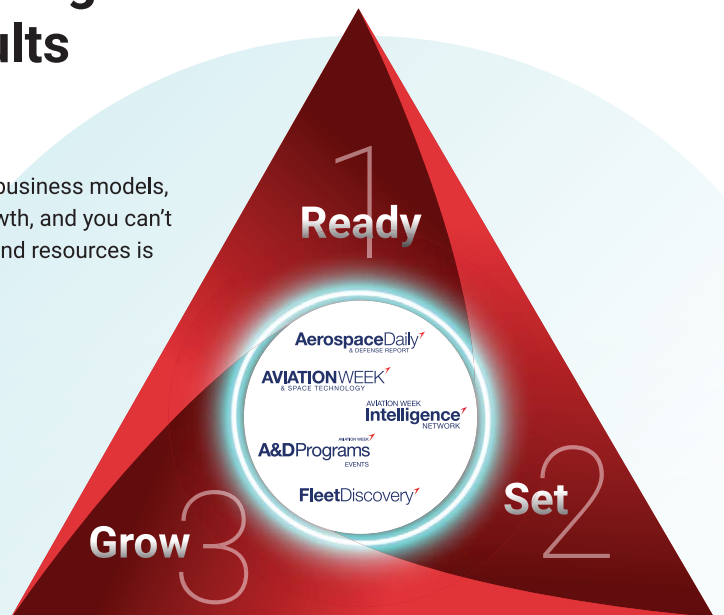 ults
business models,
wth, and you can’t
nd resources is
1
Ready
AerospaceDaily
& DEFENSE REPORT
AVIATIONWEEK
& SPACE TECHNOLOGY
AVIATION WEEK
Intelligence
NETWORK
AVIATION WEEK
A&DPrograms
EVENTS
FleetDiscovery
Set 2
Grow 3